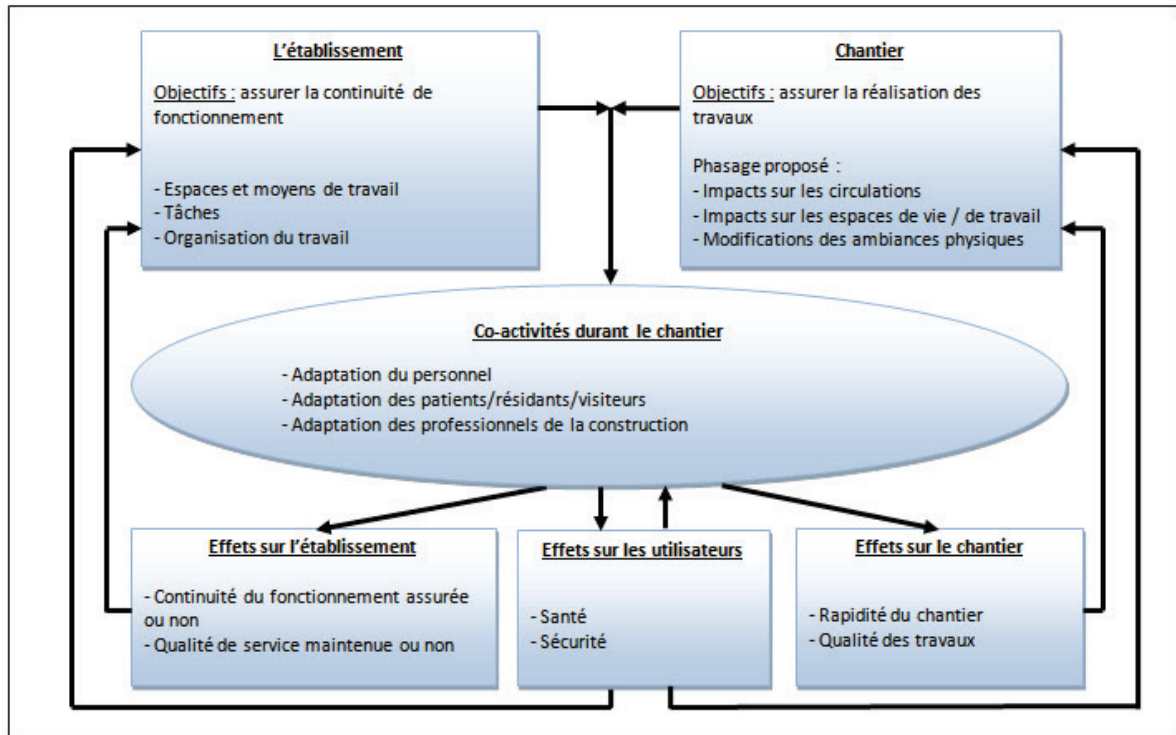 L'établissement
Objectifs : assurer la continuité de
fonctionnement
- Espaces et moyens de travail
- Tâches
- Organisation du travail
Chantier
Objectifs : assurer la réalisation des
travaux
Phasage proposé :
- Impacts sur les circulations
- Impacts sur les espaces de vie / de travail
- Modifications des ambiances physiques
Co-activités durant le chantier
- Adaptation du personnel
- Adaptation des patients/résidants/visiteurs
- Adaptation des professionnels de la construction
Effets sur l'établissement
- Continuité du fonctionnement assurée
ou non
- Qualité de service maintenue ou non
Effets sur les utilisateurs
- Santé
- Sécurité
Effets sur le chantier
- Rapidité du chantier
- Qualité des travaux